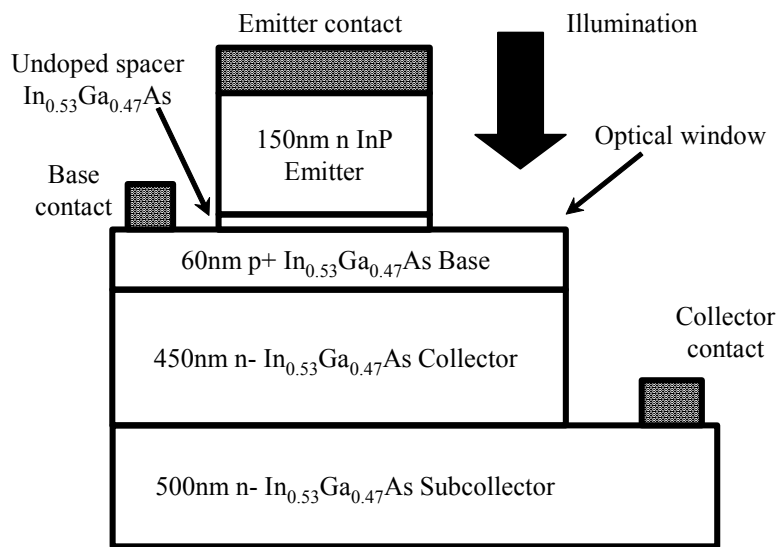 Emitter contact
Illumination
Undoped spacer
In0.53Ga0.47As
150nm n InP
Emitter
Optical window
Base
contact
60nm p+ In0.53Ga0.47As Base
450nm n- In0.53Ga0.47As Collector
Collector
contact
500nm n- In0.53Ga0.47As Subcollector